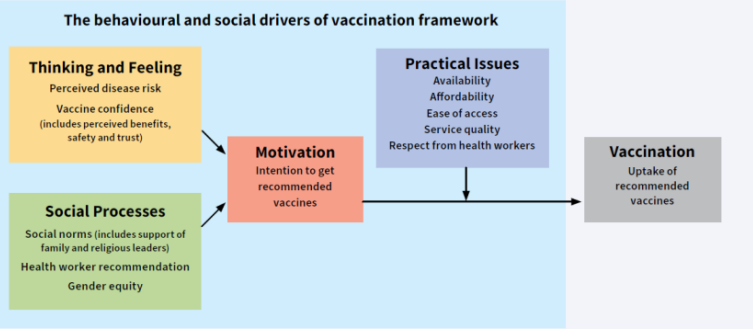 The behavioural and social drivers of vaccination framework
Thinking and Feeling
Perceived disease risk
Vaccine confidence
(includes perceived benefits,
safety and trust)
Social Processes
Social norms (includes support of
family and religious leaders)
Health worker recommendation
Gender equity
Motivation
Intention to get
recommended
vaccines
Practical Issues
Availability
Affordability
Ease of access
Service quality
Respect from health workers
Vaccination
Uptake of
recommended
vaccines